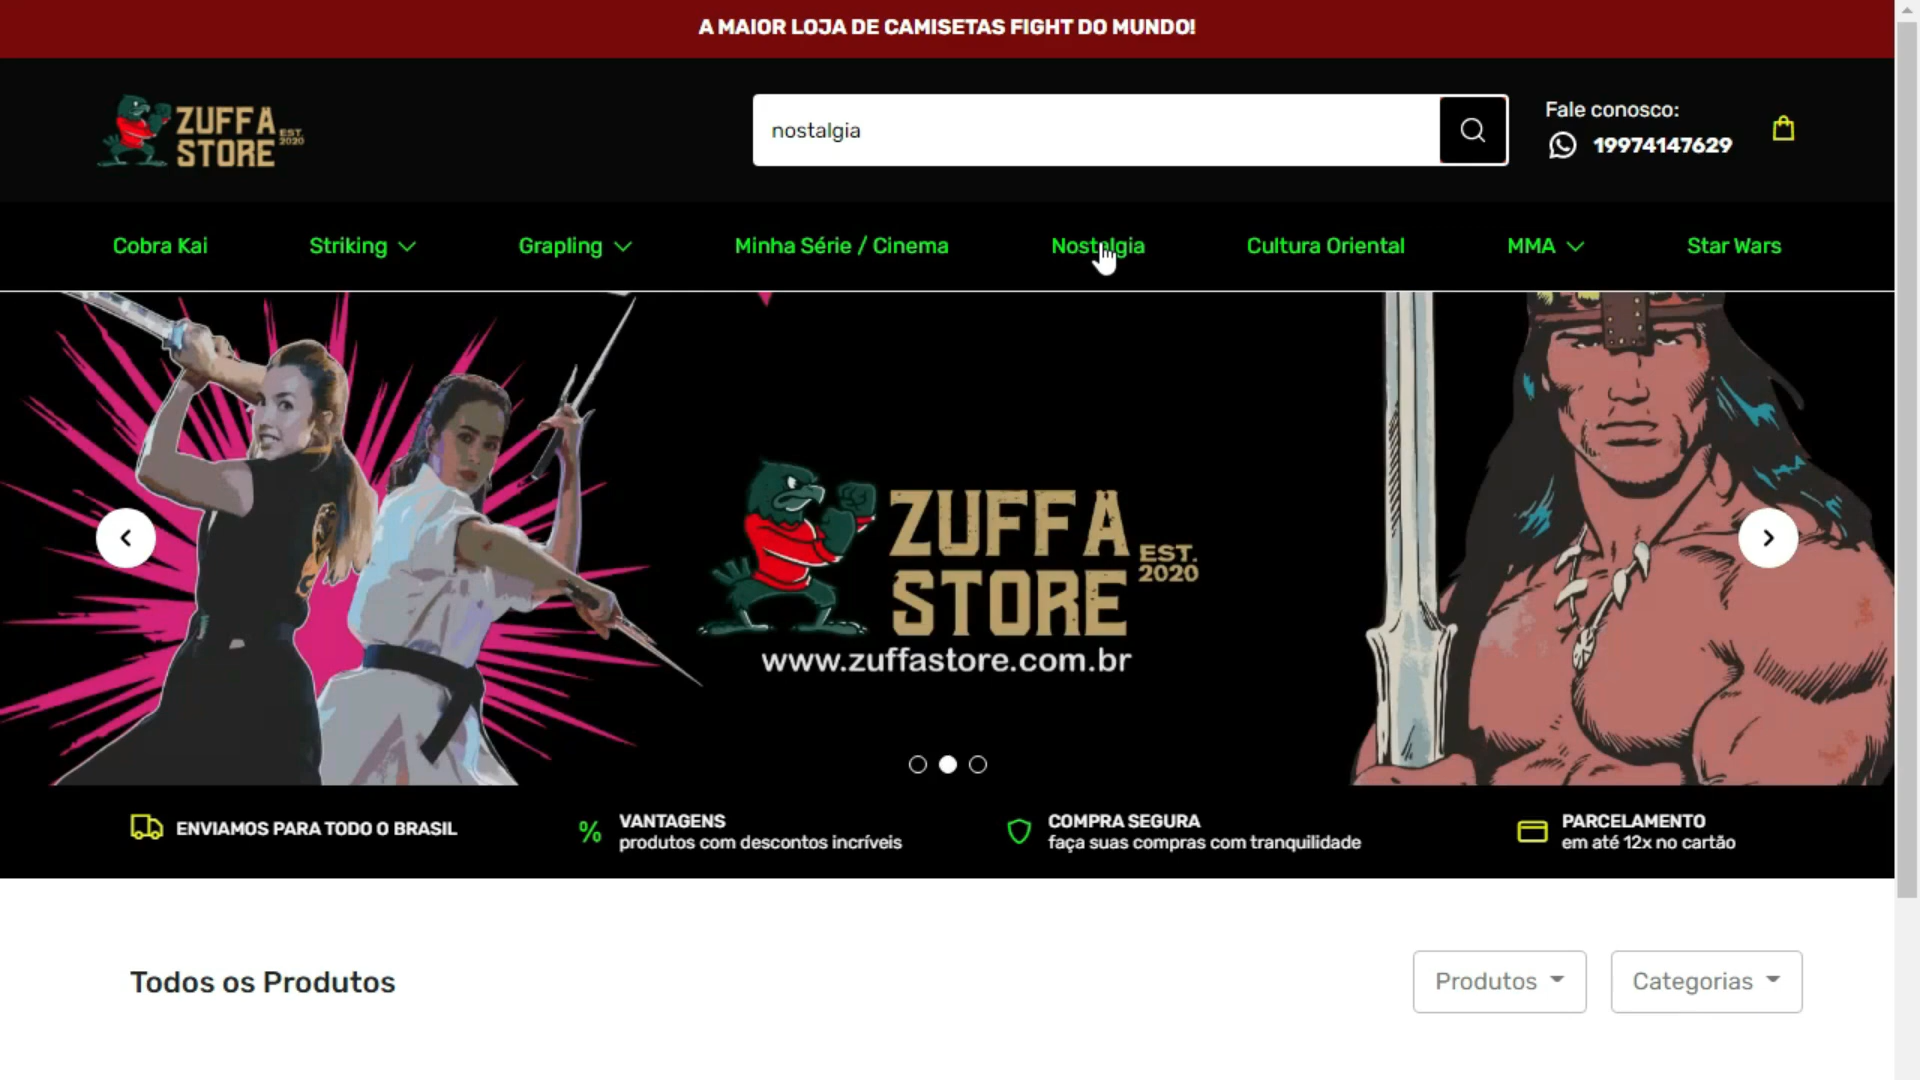 A MAIOR LOJA DE CAMISETAS FIGHT DO MUNDO!
ZUFFA
STORE
EST.
2020
nostalgia
Fale conosco:
19974147629
Cobra Kai
Striking
Grapling
Minha Série / Cinema
Nostalgia
Cultura Oriental
MMA
Star Wars
ZUFFA
STORE
EST.
2020
www.zuffastore.com.br
ENVIAMOS PARA TODO O BRASIL
VANTAGENS
produtos com descontos incríveis
COMPRA SEGURA
faça suas compras com tranquilidade
PARCELAMENTO
em até 12x no cartão
Todos os Produtos
Produtos
Categorias